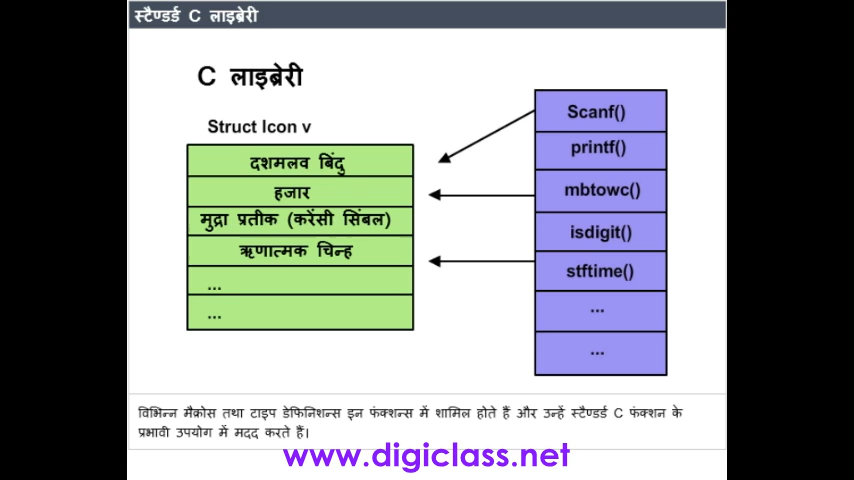 स्टैण्डर्ड C लाइब्रेरी
C लाइब्रेरी
Struct Icon v
दशमलव बिंदु
हजार
मुद्रा प्रतीक (करेंसी सिंबल)
ऋणात्मक चिन्ह
...
...
Scanf()
printf()
mbtowc()
isdigit()
stftime()
...
...
विभिन्न मैक्रोस तथा टाइप डेफिनिशन्स इन फंक्शन्स में शामिल होते हैं और उन्हें स्टैण्डर्ड C फंक्शन के
प्रभावी उपयोग में मदद करते हैं।
www.digiclass.net